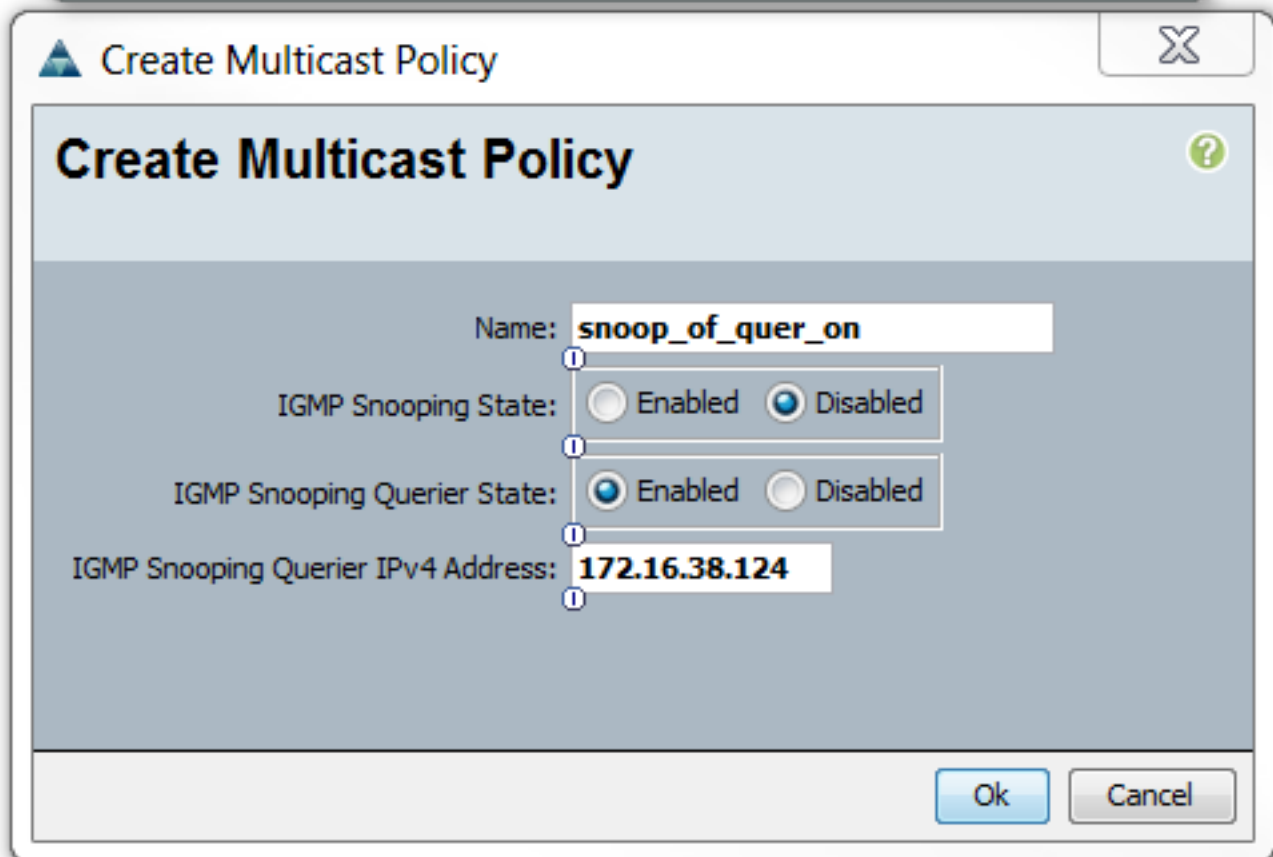 Create Multicast Policy
Create Multicast Policy
Name: snoop_of_quer_on
IGMP Snooping State: Enabled Disabled
IGMP Snooping Querier State: Enabled Disabled
IGMP Snooping Querier IPv4 Address: 172.16.38.124
Ok Cancel